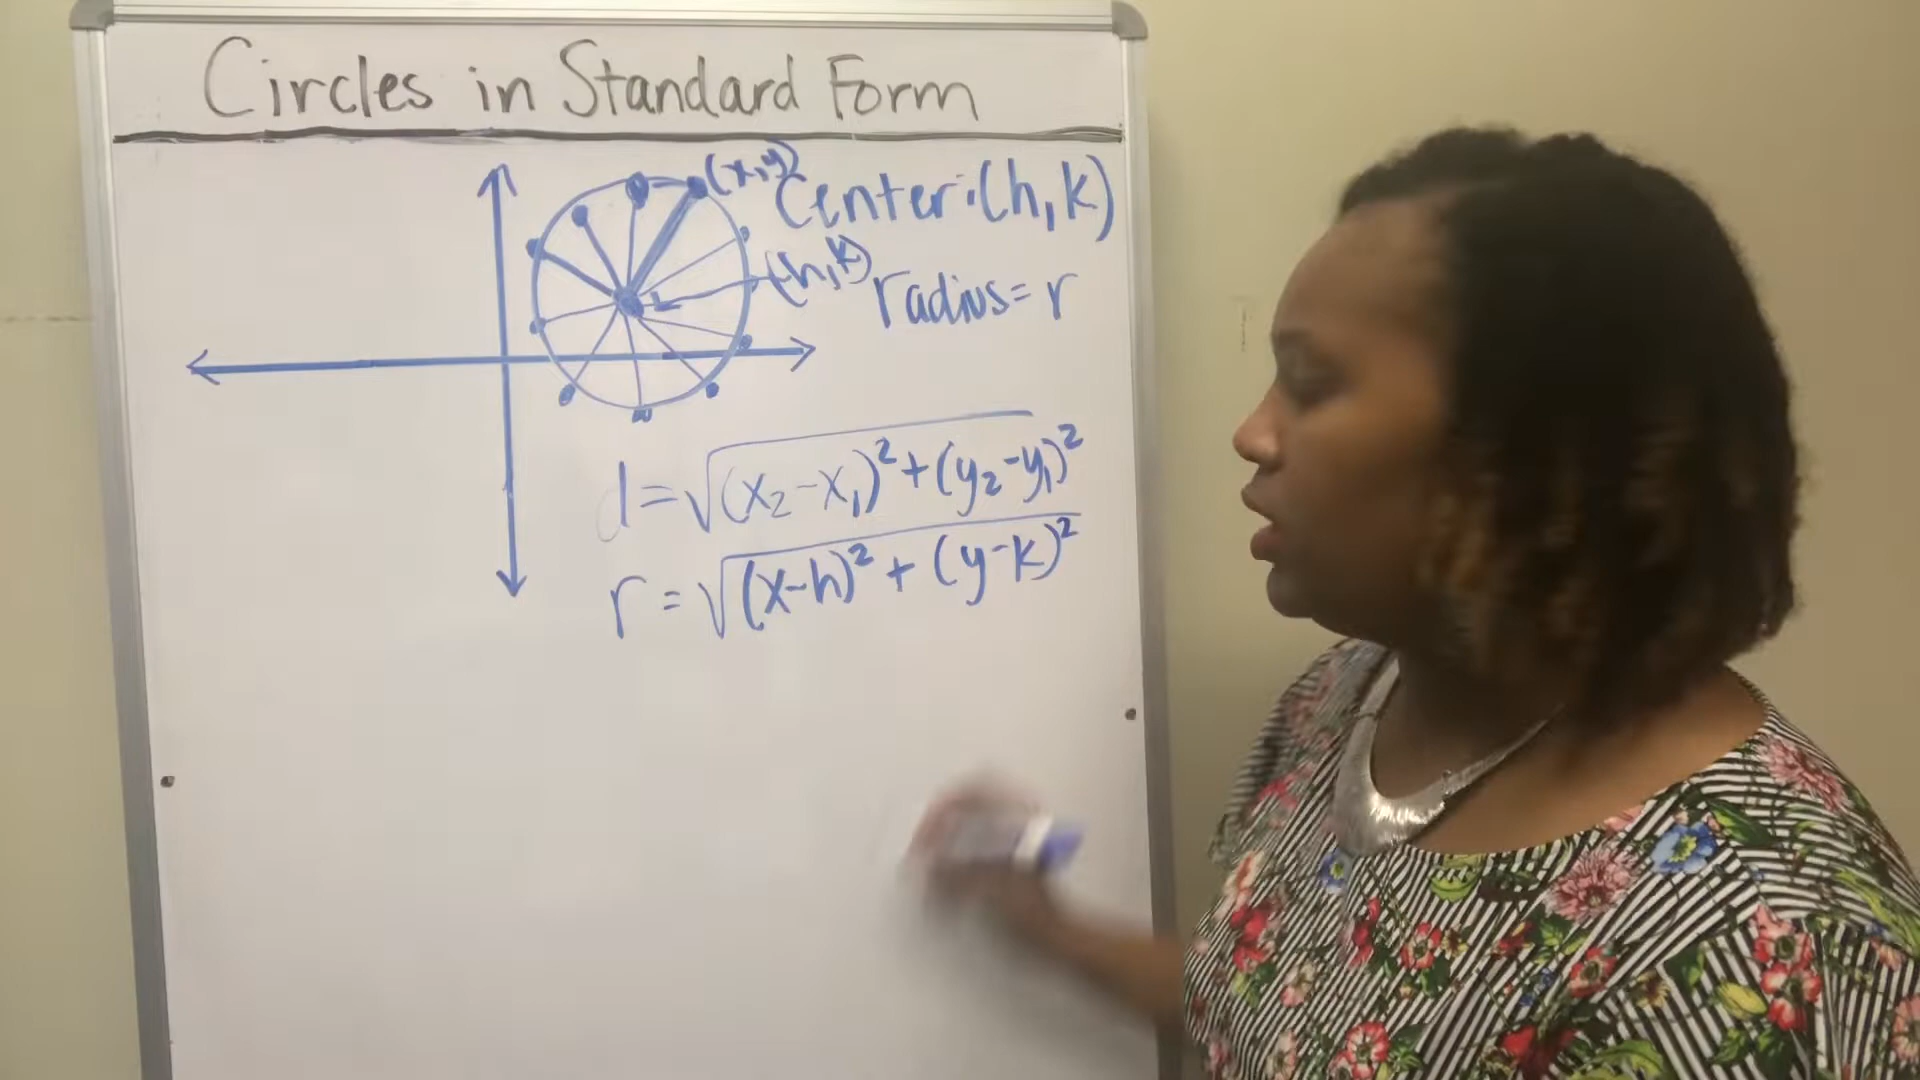 Circles in Standard Form
(x,y)
Center:(h,k)
(h,k)
radius=r
d=√(x₂-x₁)²+(y₂-y₁)²
r=√(x-h)²+(y-k)²